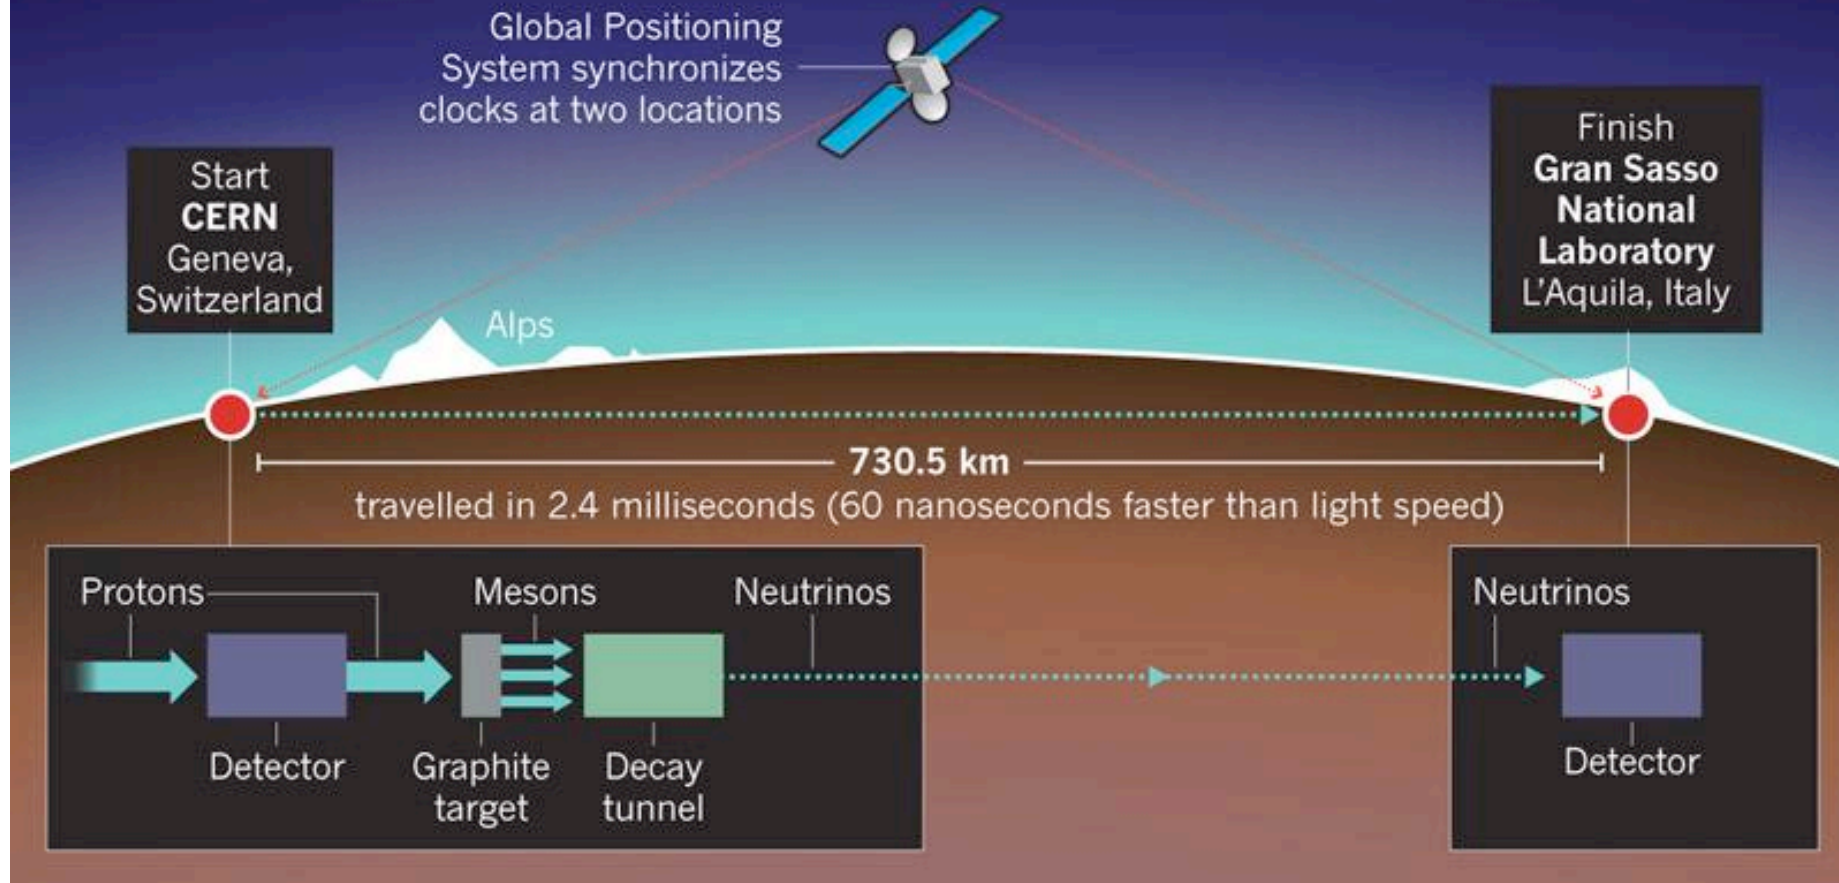 Global Positioning
System synchronizes
clocks at two locations
Start
CERN
Geneva,
Switzerland
Finish
Gran Sasso
National
Laboratory
L'Aquila, Italy
Alps
730.5 km
travelled in 2.4 milliseconds (60 nanoseconds faster than light speed)
Protons
Mesons
Neutrinos
Detector
Graphite
target
Decay
tunnel
Neutrinos
Detector